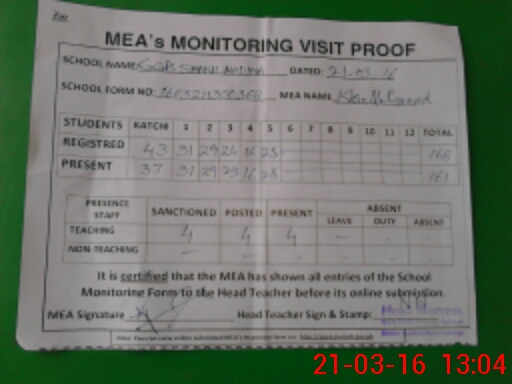 MEA's MONITORING VISIT PROOF
SCHOOL NAME DATED: 21-03-16
SCHOOL FORM NO: MEA NAME
STUDENTS KATCHI 1 2 3 4 5 6 7 8 9 10 11 12 TOTAL
REGISTRED 43 31 29 24 16 25 168
PRESENT 37 31 29 23 16 25 161
PRESENCE STAFF SANCTIONED POSTED PRESENT ABSENT
LEAVE DUTY ABSENT
TEACHING 4 4 4 - - -
NON-TEACHING - - - - - -
It is certified that the MEA has shown all entries of the School
Monitoring Form to the Head Teacher before its online submission.
MEA Signature Head Teacher Sign & Stamp:
21-03-16 13:04